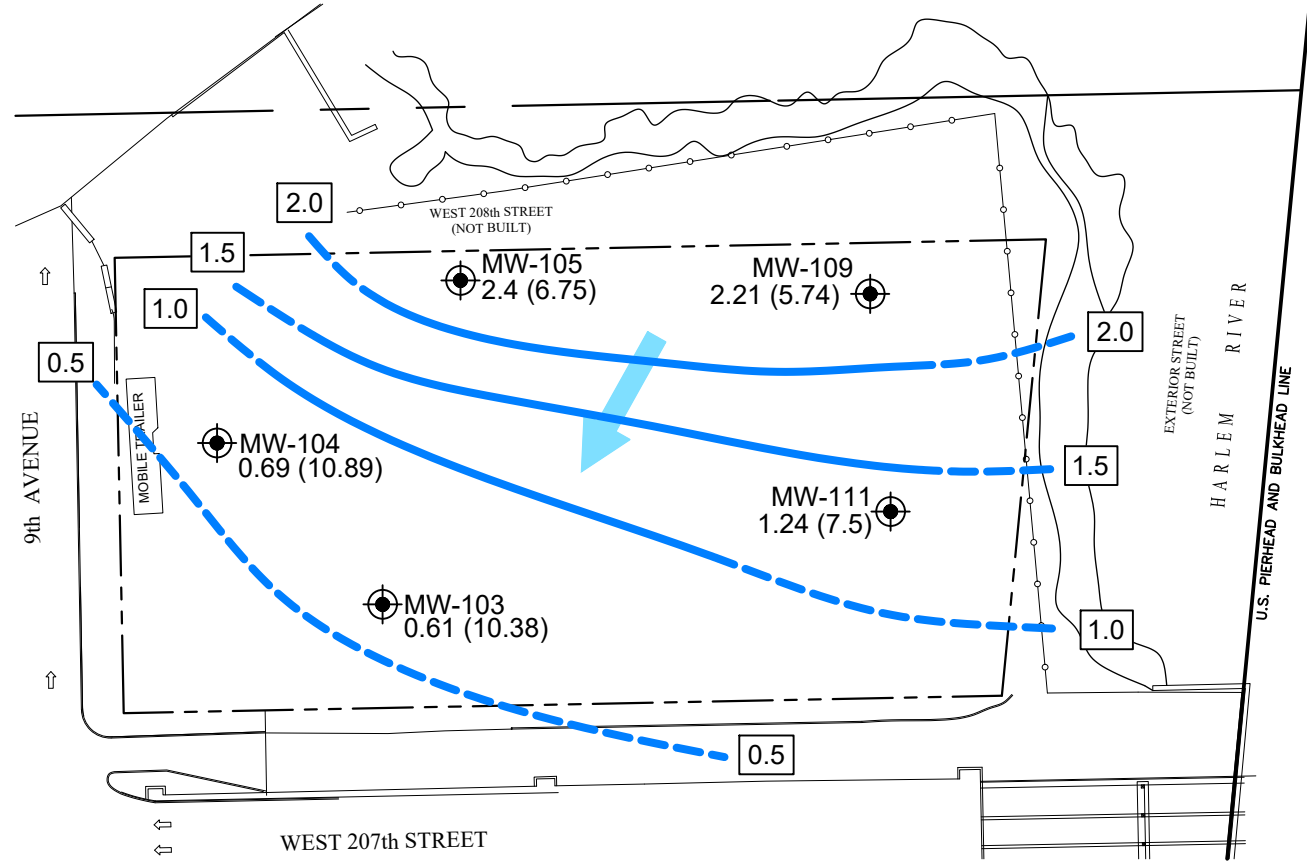 2.0
WEST 208th STREET
(NOT BUILT)
1.5
MW-105
2.4 (6.75)
MW-109
2.21 (5.74)
1.0
2.0
0.5
EXTERIOR STREET
(NOT BUILT)
HARLEM RIVER
U.S. PIERHEAD AND BULKHEAD LINE
MOBILE TRAILER
9th AVENUE
MW-104
0.69 (10.89)
1.5
MW-111
1.24 (7.5)
MW-103
0.61 (10.38)
1.0
0.5
WEST 207th STREET